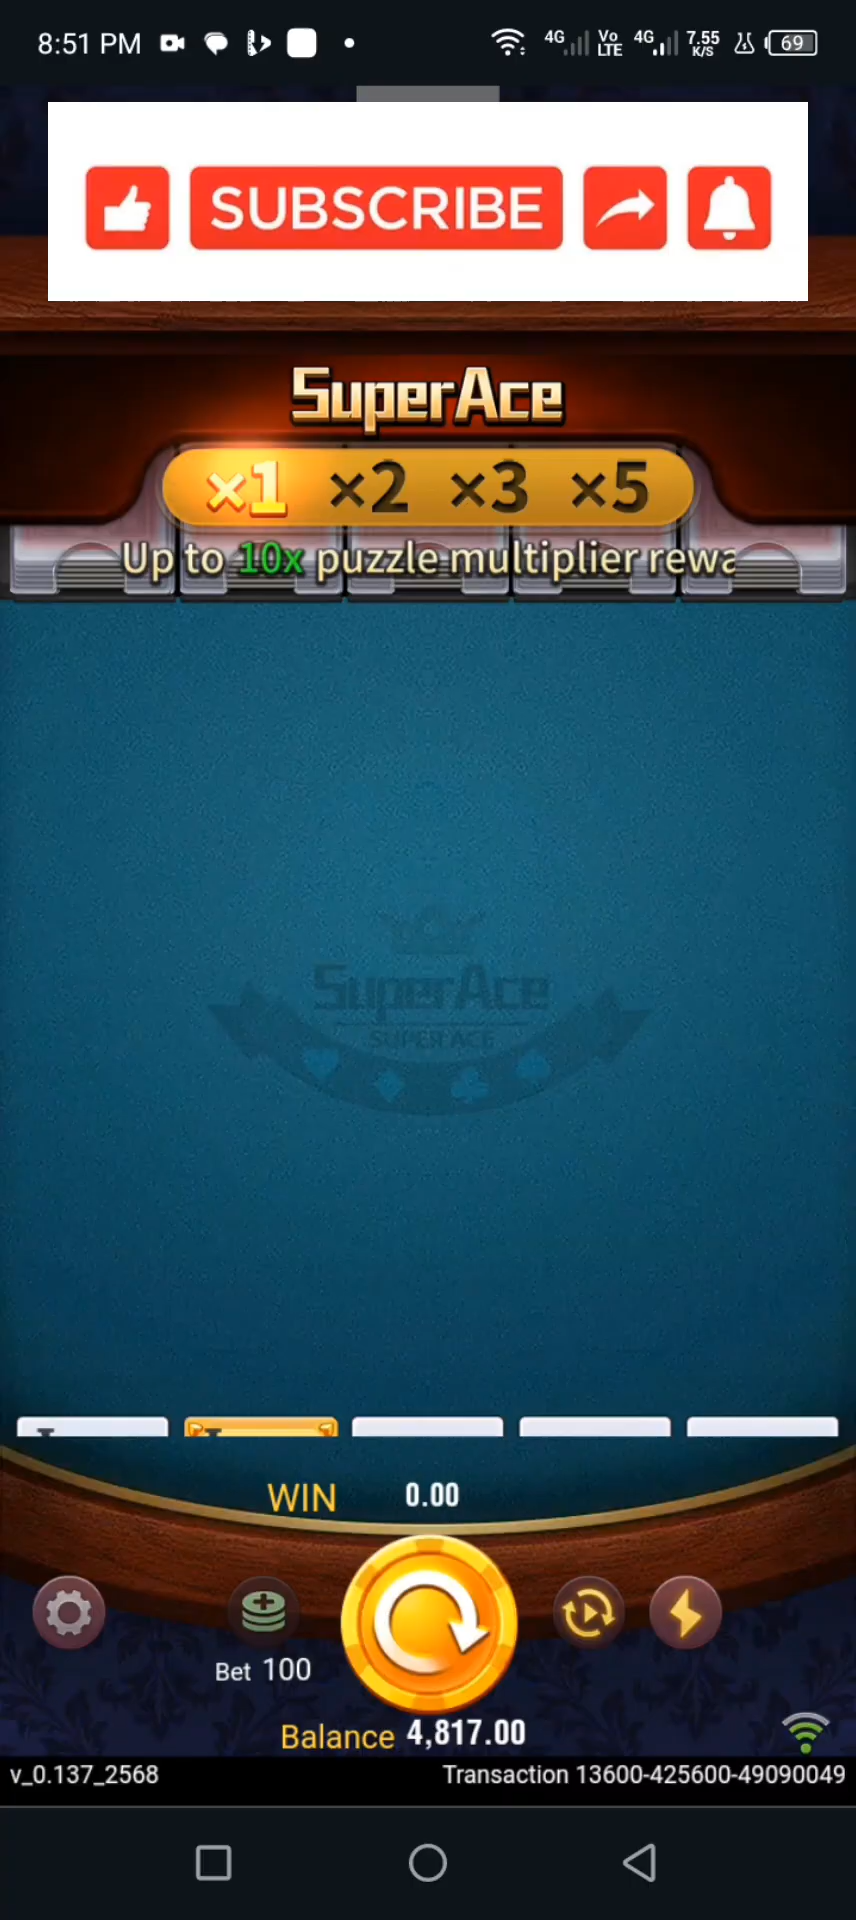 8:51 PM 4G Vo LTE 4G 7.55 K/S 69
SUBSCRIBE
SuperAce
×1 ×2 ×3 ×5
Up to 10x puzzle multiplier rewa
SuperAce
SUPER ACE
WIN 0.00
Bet 100
Balance 4,817.00
v_0.137_2568 Transaction 13600-425600-49090049